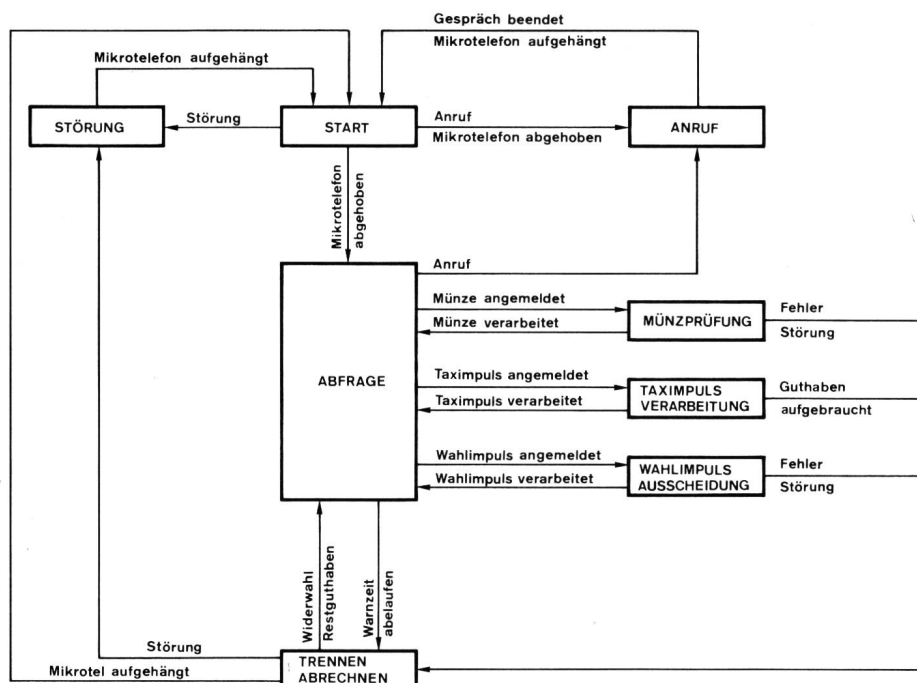 Gespräch beendet
Mikrotelefon aufgehängt
Mikrotelefon aufgehängt
STÖRUNG
Störung
START
Anruf
Mikrotelefon abgehoben
ANRUF
Mikrotelefon
abgehoben
Anruf
Münze angemeldet
Münze verarbeitet
MÜNZPRÜFUNG
Fehler
Störung
ABFRAGE
Taximpuls angemeldet
Taximpuls verarbeitet
TAXIMPULS
VERARBEITUNG
Guthaben
aufgebraucht
Wahlimpuls angemeldet
Wahlimpuls verarbeitet
WAHLIMPULS
AUSSCHEIDUNG
Fehler
Störung
Widerwahl
Restguthaben
Warnzeit
abelaufen
Störung
Mikrotel aufgehängt
TRENNEN
ABRECHNEN